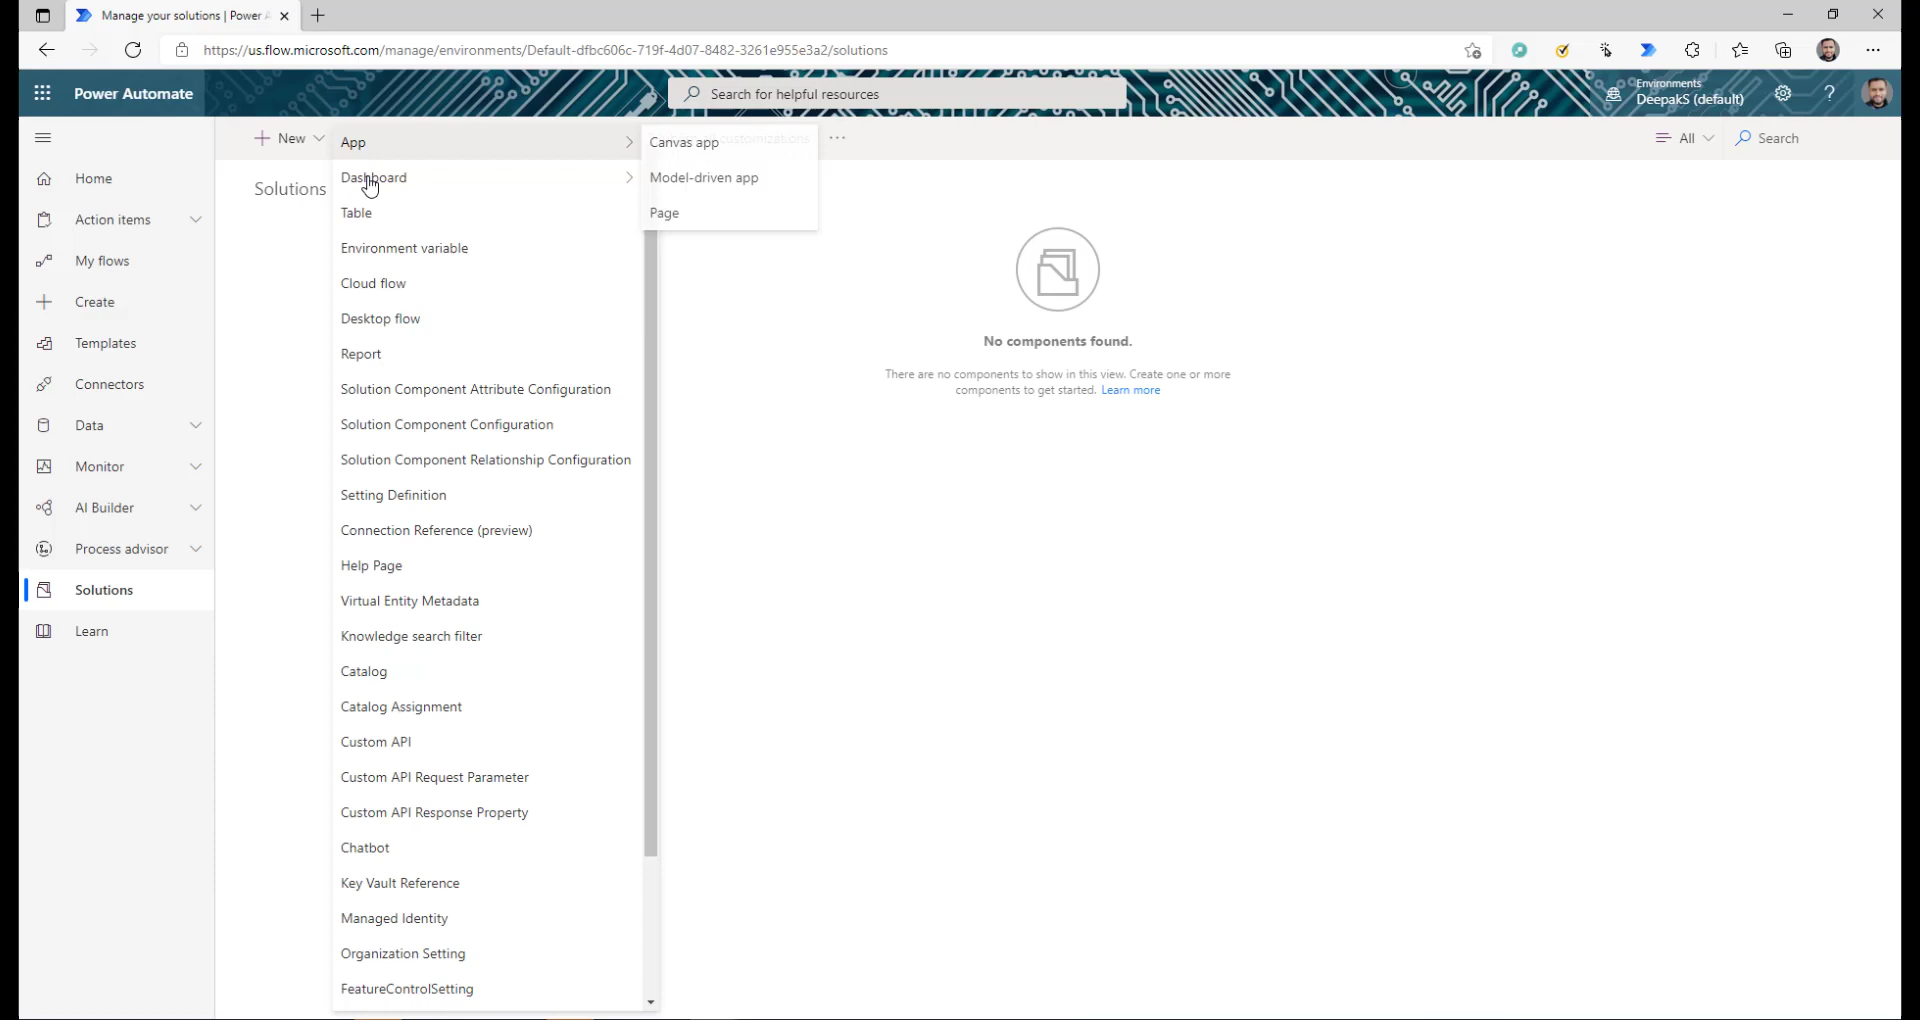 Manage your solutions | Power A
https://us.flow.microsoft.com/manage/environments/Default-dfbc606c-719f-4d07-8482-3261e955e3a2/solutions
Power Automate
Search for helpful resources
Environments
DeepakS (default)
New
App
Canvas app
customizations
All
Search
Home
Action items
My flows
Create
Templates
Connectors
Data
Monitor
AI Builder
Process advisor
Solutions
Learn
Solutions
Dashboard
Table
Environment variable
Cloud flow
Desktop flow
Report
Solution Component Attribute Configuration
Solution Component Configuration
Solution Component Relationship Configuration
Setting Definition
Connection Reference (preview)
Help Page
Virtual Entity Metadata
Knowledge search filter
Catalog
Catalog Assignment
Custom API
Custom API Request Parameter
Custom API Response Property
Chatbot
Key Vault Reference
Managed Identity
Organization Setting
FeatureControlSetting
Model-driven app
Page
No components found.
There are no components to show in this view. Create one or more
components to get started. Learn more